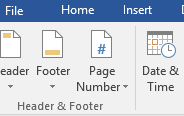 File Home Insert
eader Footer Page Date &
Number Time
Header & Footer